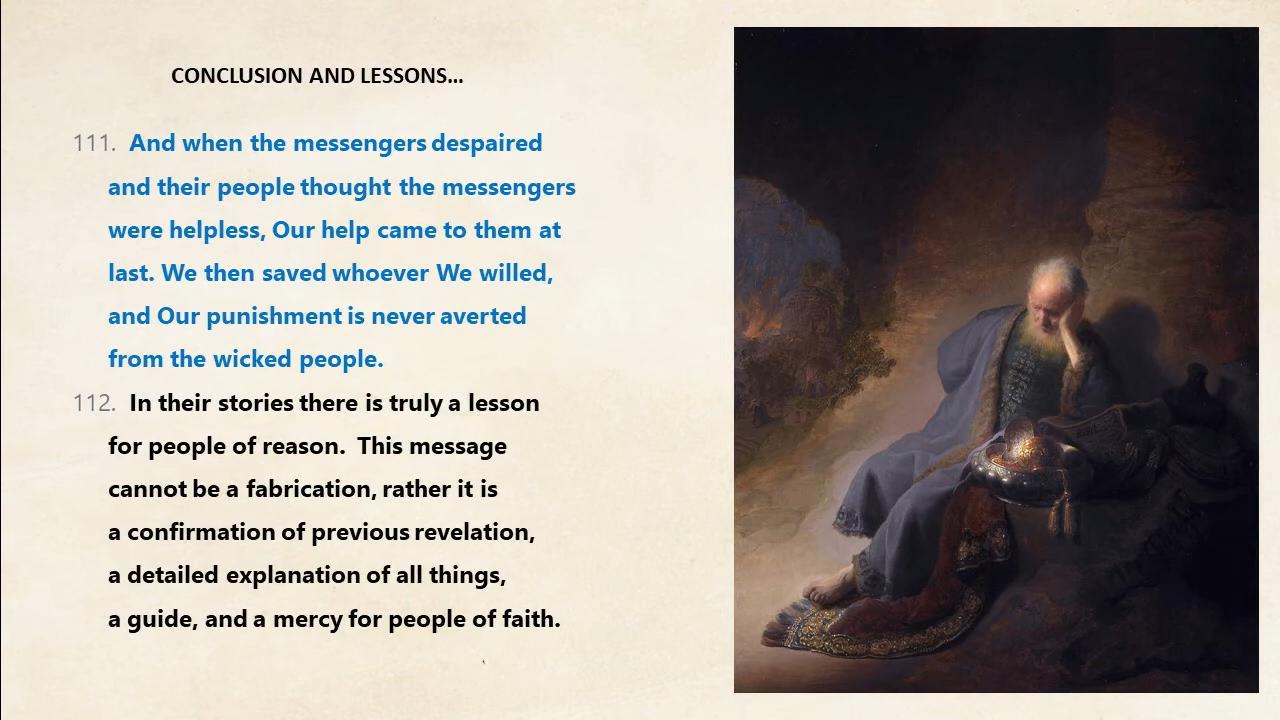 CONCLUSION AND LESSONS...
111. And when the messengers despaired
and their people thought the messengers
were helpless, Our help came to them at
last. We then saved whoever We willed,
and Our punishment is never averted
from the wicked people.
112. In their stories there is truly a lesson
for people of reason. This message
cannot be a fabrication, rather it is
a confirmation of previous revelation,
a detailed explanation of all things,
a guide, and a mercy for people of faith.